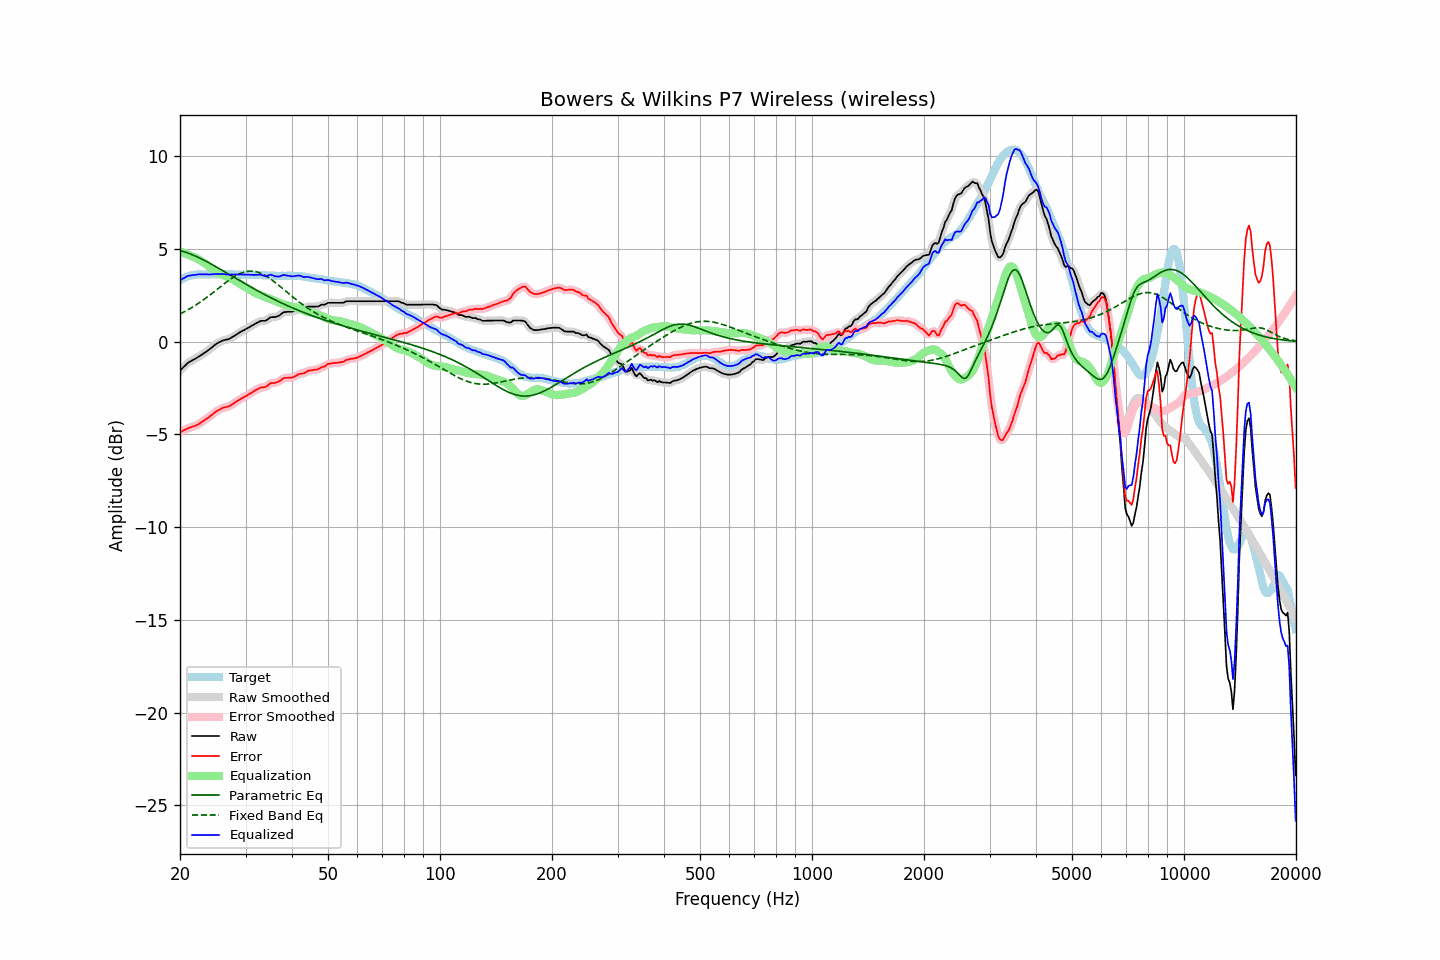 Bowers & Wilkins P7 Wireless (wireless)
10
5
0
−5
−10
−15
−20
−25
Amplitude (dBr)
Target
Raw Smoothed
Error Smoothed
Raw
Error
Equalization
Parametric Eq
Fixed Band Eq
Equalized
20 50 100 200 500 1000 2000 5000 10000 20000
Frequency (Hz)